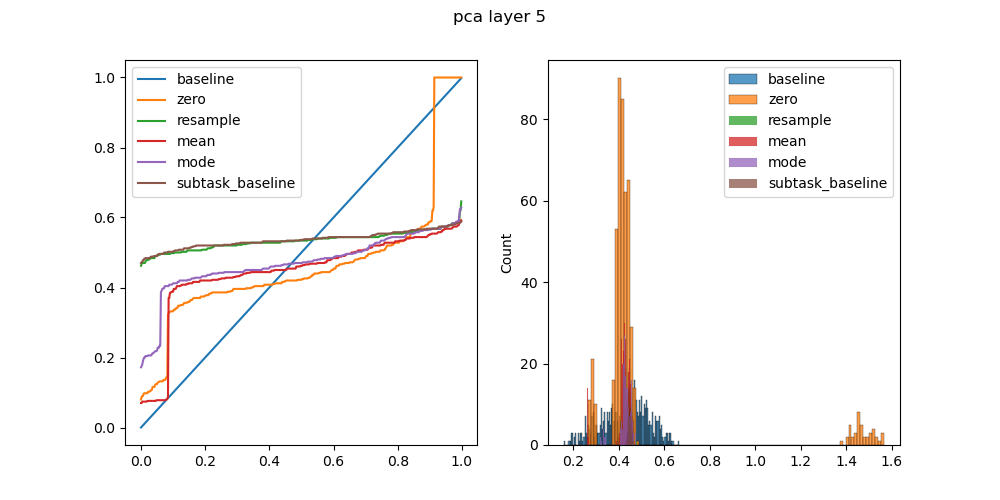 pca layer 5
baseline
zero
resample
mean
mode
subtask_baseline
1.0
0.8
0.6
0.4
0.2
0.0
0.0 0.2 0.4 0.6 0.8 1.0
baseline
zero
resample
mean
mode
subtask_baseline
Count
80
60
40
20
0
0.2 0.4 0.6 0.8 1.0 1.2 1.4 1.6